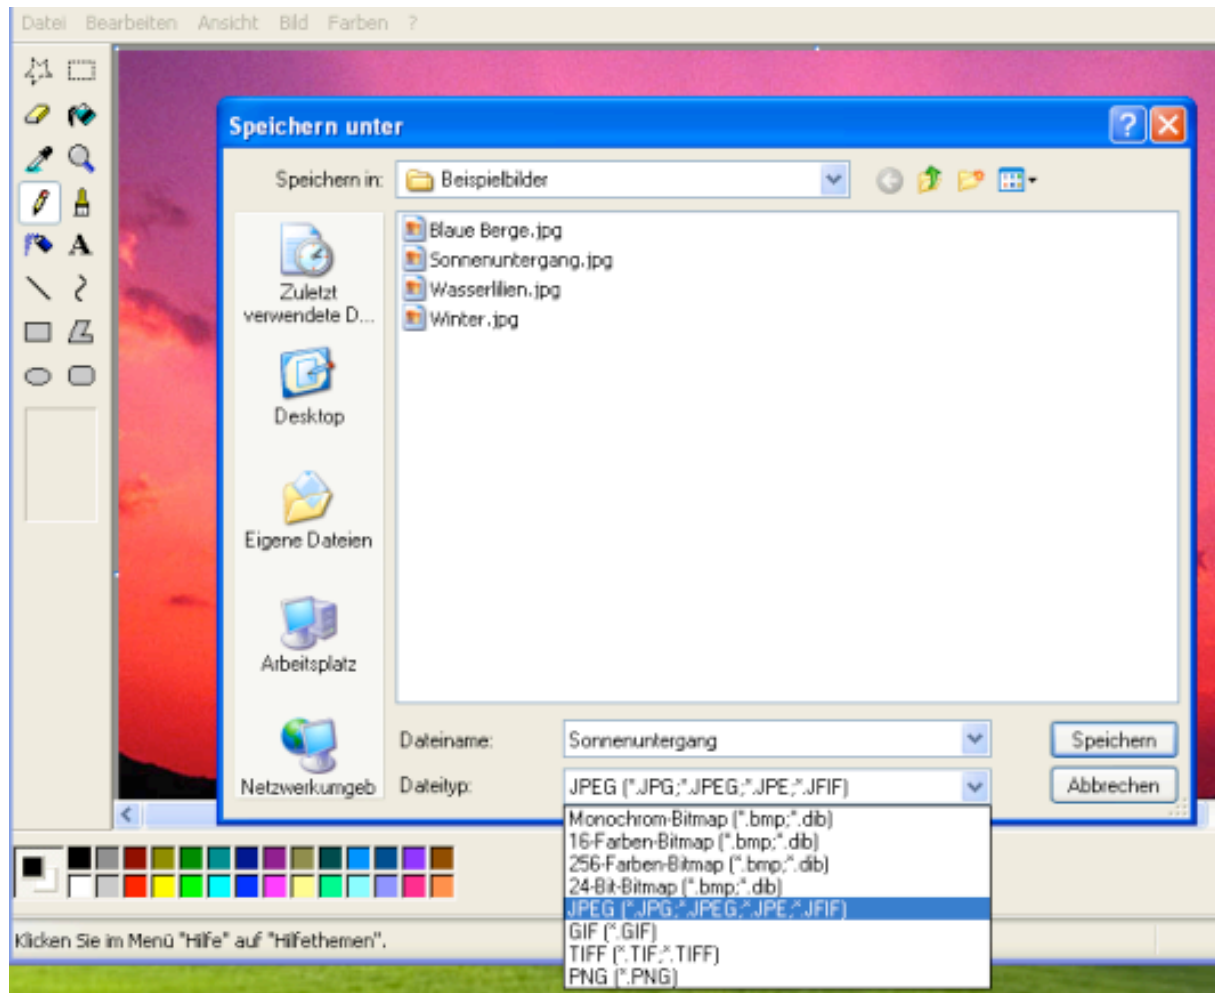 Datei Bearbeiten Ansicht Bild Farben ?
Speichern unter
Speichern in: Beispielbilder
Blaue Berge.jpg
Sonnenuntergang.jpg
Wasserlilien.jpg
Winter.jpg
Zuletzt
verwendete D...
Desktop
Eigene Dateien
Arbeitsplatz
Netzwerkumgeb
Dateiname: Sonnenuntergang Speichern
Dateityp: JPEG (*.JPG;*.JPEG;*.JPE;*.JFIF) Abbrechen
Monochrom-Bitmap (*.bmp;*.dib)
16-Farben-Bitmap (*.bmp;*.dib)
256-Farben-Bitmap (*.bmp;*.dib)
24-Bit-Bitmap (*.bmp;*.dib)
JPEG (*.JPG;*.JPEG;*.JPE;*.JFIF)
GIF (*.GIF)
TIFF (*.TIF;*.TIFF)
PNG (*.PNG)
Klicken Sie im Menü "Hilfe" auf "Hilfethemen".